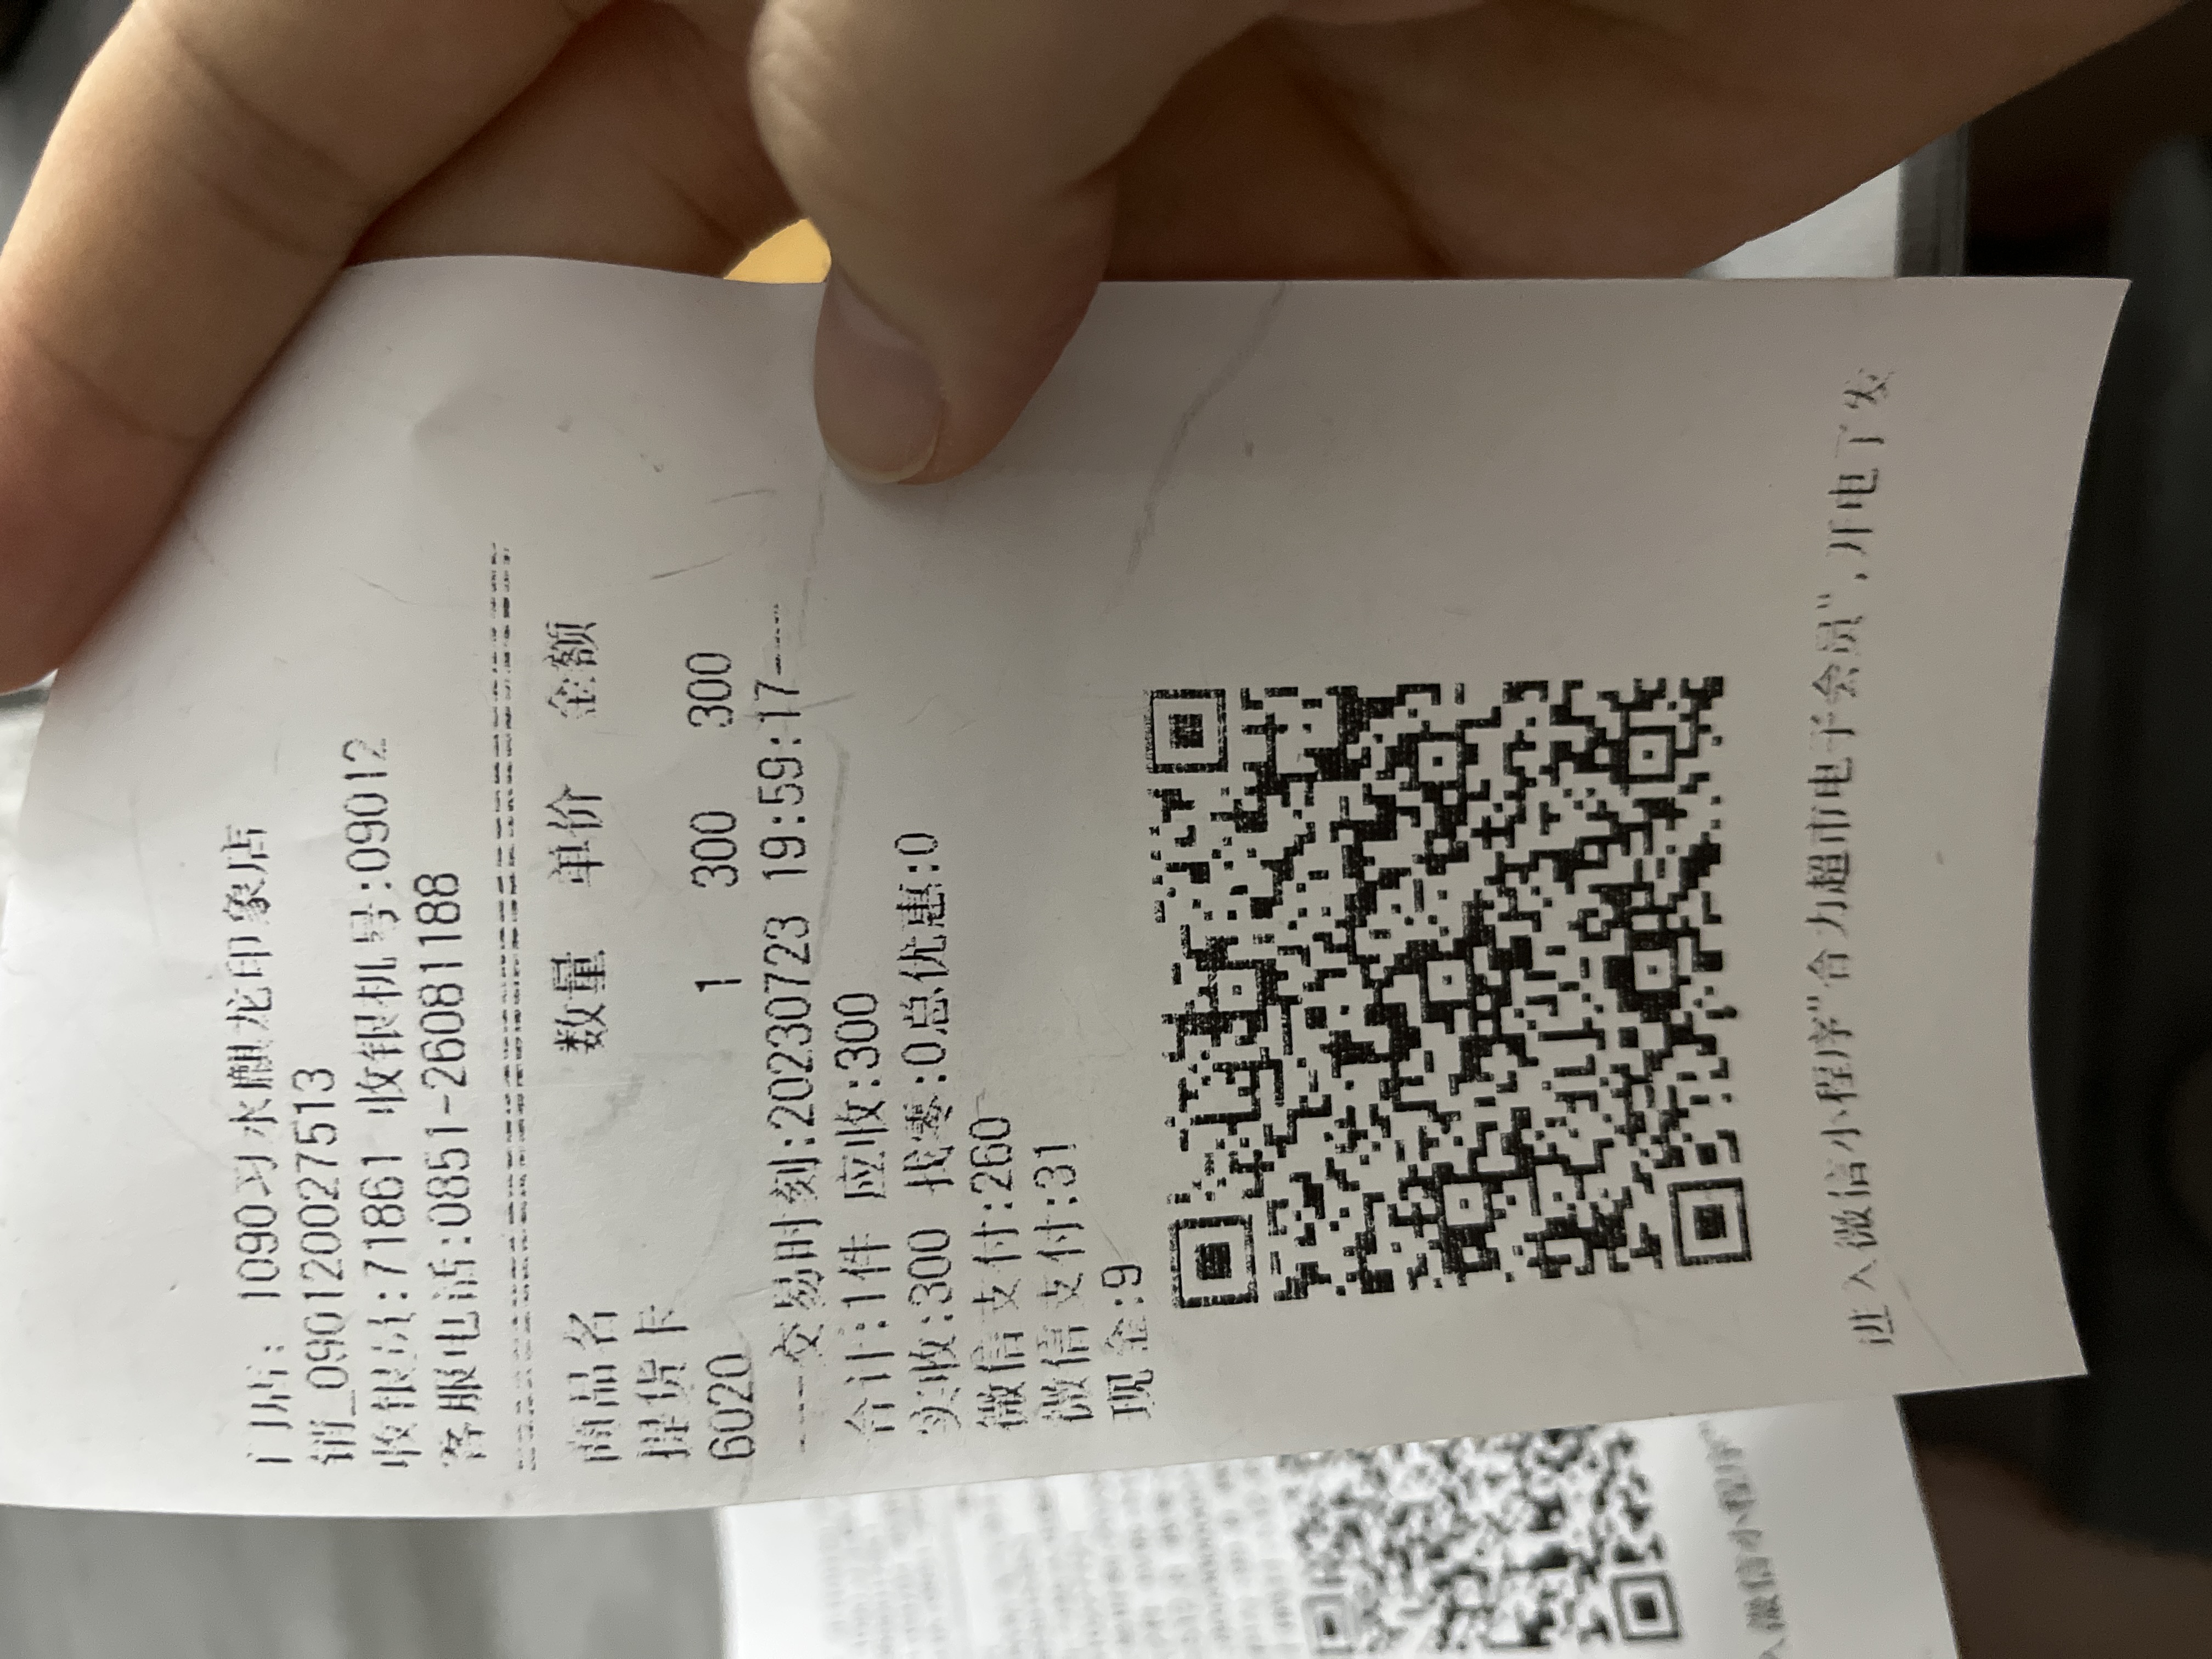 门店: 1090习水麒龙印象店
销_090120027513
收银员:71861 收银机号:09012
客服电话:0851-26081188
商品名 数量 单价 金额
提货卡
6020 1 300 300
----交易时刻:20230723 19:59:17----
合计:1件 应收:300
实收:300 找零:0总优惠:0
微信支付:260
微信支付:31
现金:9
进入微信小程序"合力超市电子会员",开电子发